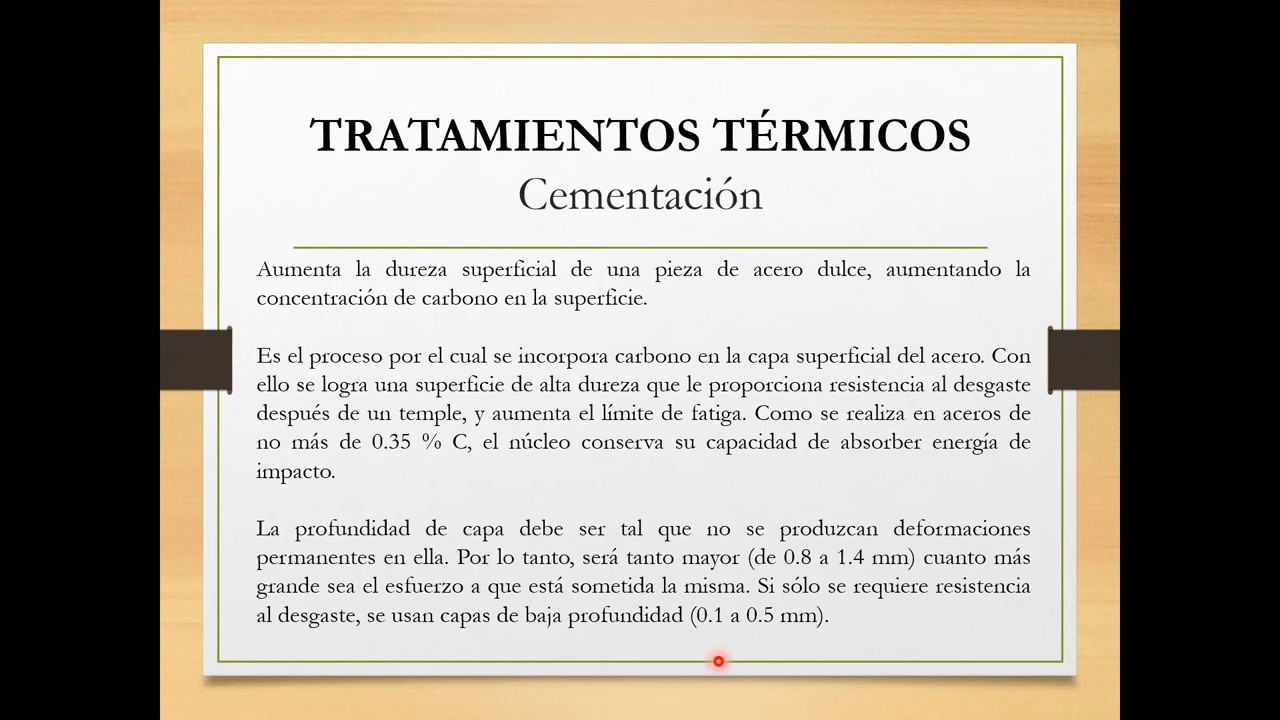 TRATAMIENTOS TÉRMICOS
Cementación
Aumenta la dureza superficial de una pieza de acero dulce, aumentando la
concentración de carbono en la superficie.
Es el proceso por el cual se incorpora carbono en la capa superficial del acero. Con
ello se logra una superficie de alta dureza que le proporciona resistencia al desgaste
después de un temple, y aumenta el límite de fatiga. Como se realiza en aceros de
no más de 0.35 % C, el núcleo conserva su capacidad de absorber energía de
impacto.
La profundidad de capa debe ser tal que no se produzcan deformaciones
permanentes en ella. Por lo tanto, será tanto mayor (de 0.8 a 1.4 mm) cuanto más
grande sea el esfuerzo a que está sometida la misma. Si sólo se requiere resistencia
al desgaste, se usan capas de baja profundidad (0.1 a 0.5 mm).